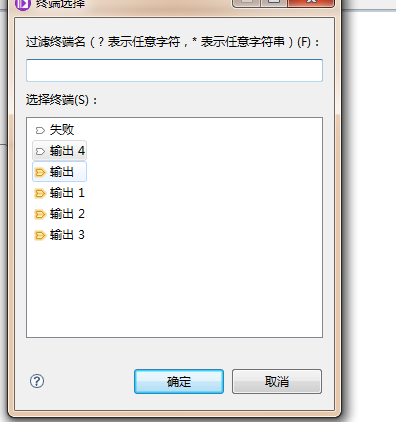 终端选择
过滤终端名（? 表示任意字符，* 表示任意字符串）(F)：
选择终端(S)：
失败
输出 4
输出
输出 1
输出 2
输出 3
?
确定 取消